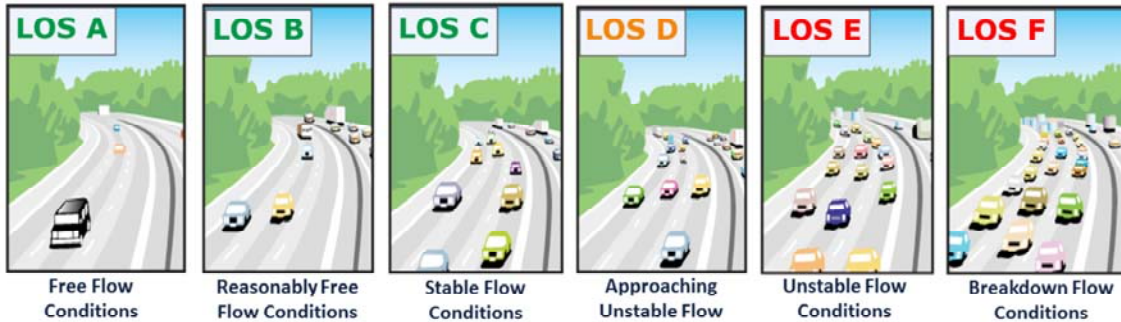 LOS A
LOS B
LOS C
LOS D
LOS E
LOS F
Free Flow
Conditions
Reasonably Free
Flow Conditions
Stable Flow
Conditions
Approaching
Unstable Flow
Unstable Flow
Conditions
Breakdown Flow
Conditions